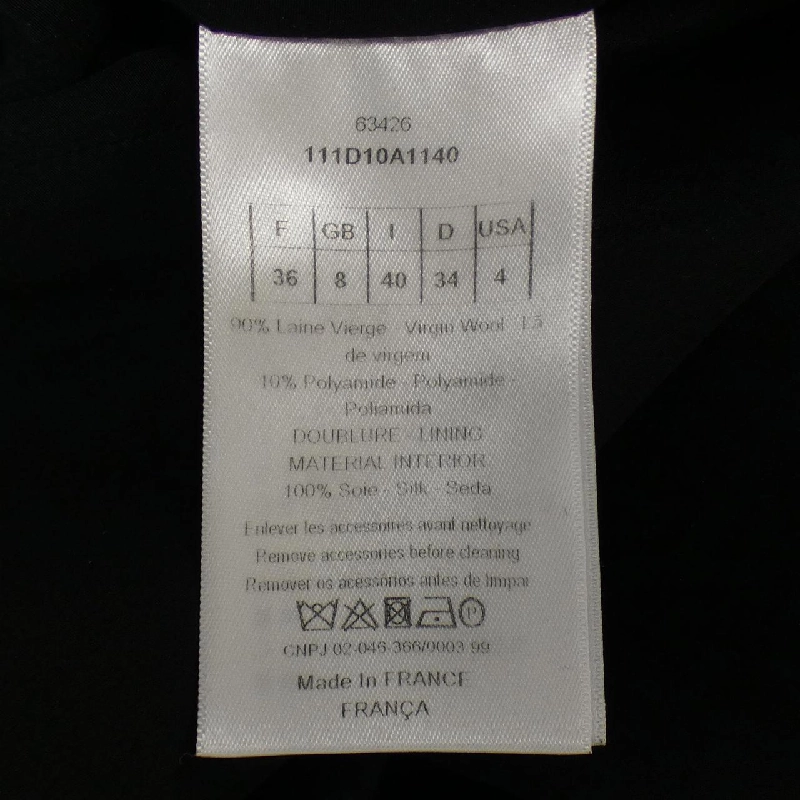 63426
111D10A1140
F GB I D USA
36 8 40 34 4
90% Laine Vierge - Virgin Wool - Lã
de virgem
10% Polyamide - Polyamide -
Poliamida
DOUBLURE - LINING
MATERIAL INTERIOR
100% Soie - Silk - Seda
Enlever les accessoires avant nettoyage
Remove accessories before cleaning
Remover os acessórios antes de limpar
P
CNPJ 02-046-366/0003 99
Made In FRANCE
FRANÇA